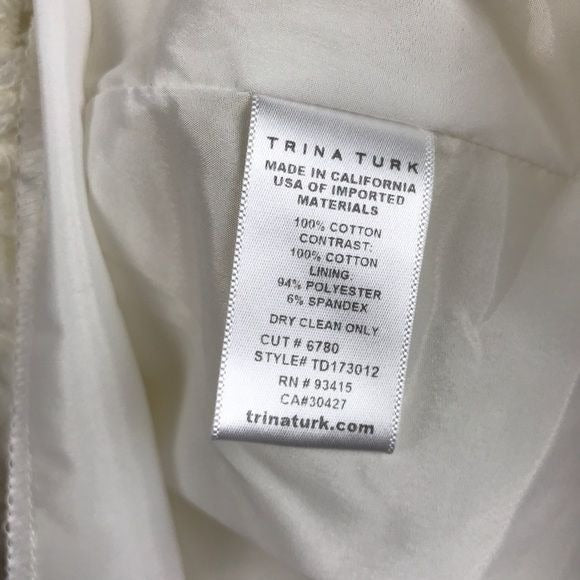 TRINA TURK
MADE IN CALIFORNIA
USA OF IMPORTED
MATERIALS
100% COTTON
CONTRAST:
100% COTTON
LINING
94% POLYESTER
6% SPANDEX
DRY CLEAN ONLY
CUT # 6780
STYLE# TD173012
RN # 93415
CA#30427
trinaturk.com